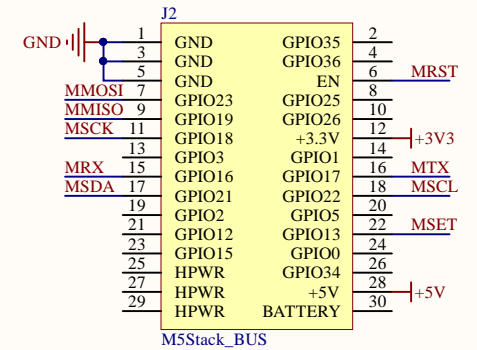 J2
1 GND GPIO35 2
GND 3 GND GPIO36 4
5 GND EN 6 MRST
MMOSI 7 GPIO23 GPIO25 8
MMISO 9 GPIO19 GPIO26 10
MSCK 11 GPIO18 +3.3V 12 +3V3
13 GPIO3 GPIO1 14
MRX 15 GPIO16 GPIO17 16 MTX
MSDA 17 GPIO21 GPIO22 18 MSCL
19 GPIO2 GPIO5 20
21 GPIO12 GPIO13 22 MSET
23 GPIO15 GPIO0 24
25 HPWR GPIO34 26
27 HPWR +5V 28 +5V
29 HPWR BATTERY 30
M5Stack_BUS